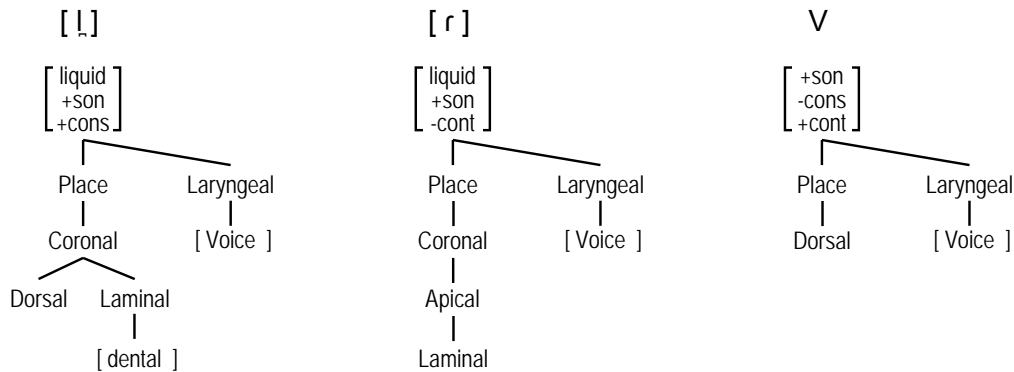 [ l̪ ] [ ɾ ] V
liquid liquid +son
+son +son -cons
+cons -cont +cont
Place Laryngeal Place Laryngeal Place Laryngeal
Coronal [ Voice ] Coronal [ Voice ] Dorsal [ Voice ]
Dorsal Laminal Apical
[ dental ] Laminal